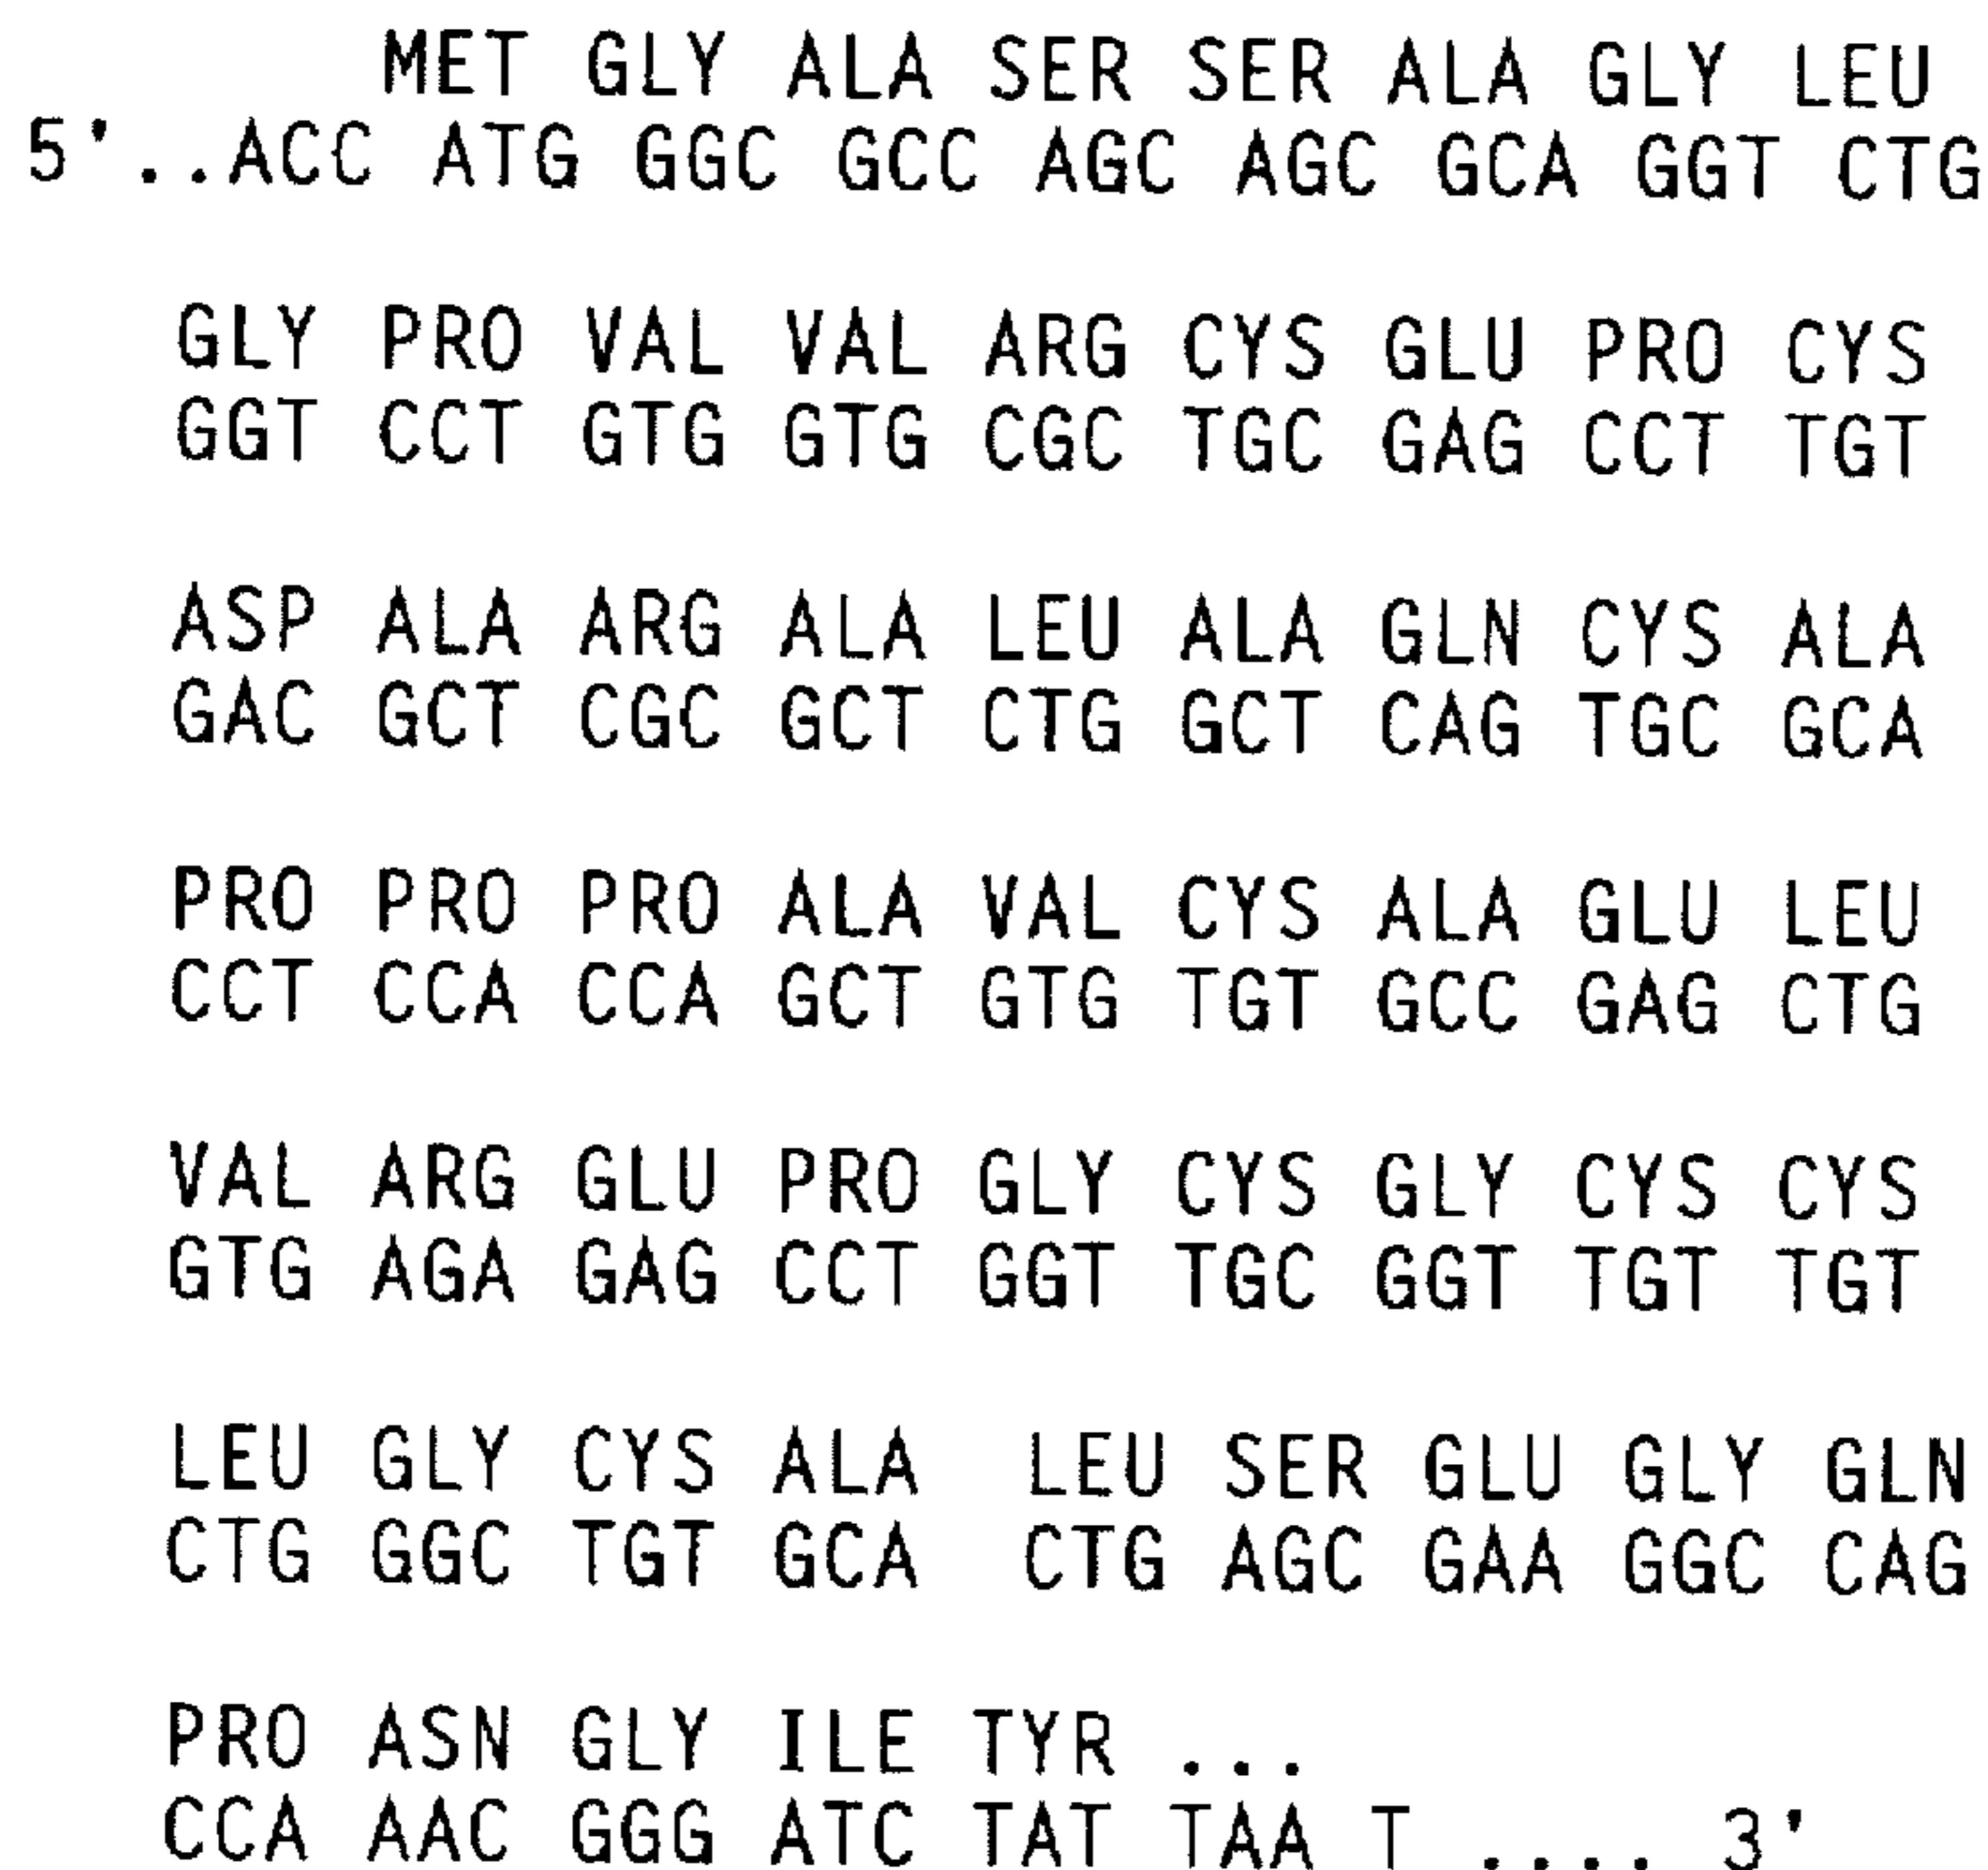 MET GLY ALA SER SER ALA GLY LEU
5'..ACC ATG GGC GCC AGC AGC GCA GGT CTG
GLY PRO VAL VAL ARG CYS GLU PRO CYS
GGT CCT GTG GTG CGC TGC GAG CCT TGT
ASP ALA ARG ALA LEU ALA GLN CYS ALA
GAC GCT CGC GCT CTG GCT CAG TGC GCA
PRO PRO PRO ALA VAL CYS ALA GLU LEU
CCT CCA CCA GCT GTG TGT GCC GAG CTG
VAL ARG GLU PRO GLY CYS GLY CYS CYS
GTG AGA GAG CCT GGT TGC GGT TGT TGT
LEU GLY CYS ALA LEU SER GLU GLY GLN
CTG GGC TGT GCA CTG AGC GAA GGC CAG
PRO ASN GLY ILE TYR ...
CCA AAC GGG ATC TAT TAA T .... 3'